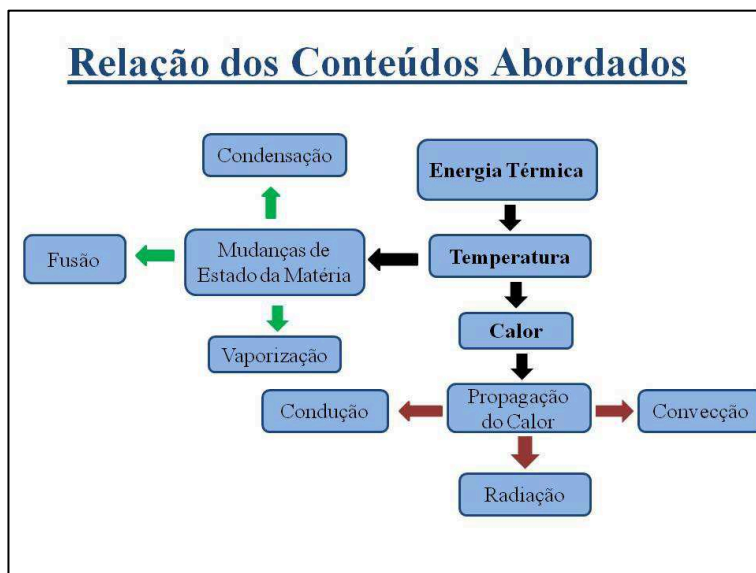 Relação dos Conteúdos Abordados
Condensação
Energia Térmica
Fusão
Mudanças de
Estado da Matéria
Temperatura
Calor
Vaporização
Condução
Propagação
do Calor
Convecção
Radiação